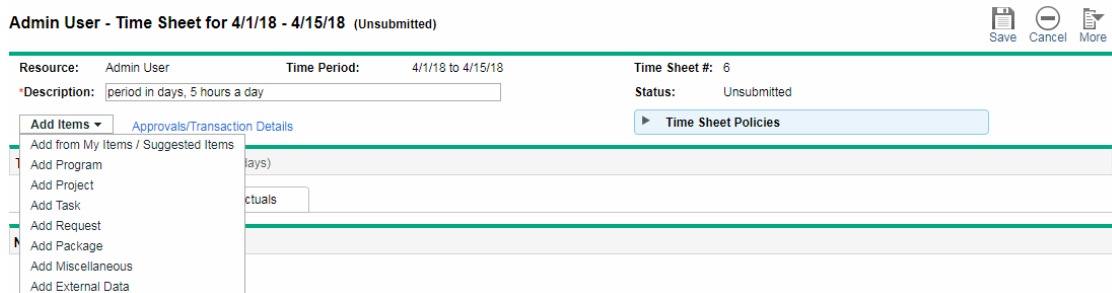 Admin User - Time Sheet for 4/1/18 - 4/15/18 (Unsubmitted)
Save Cancel More
Resource: Admin User Time Period: 4/1/18 to 4/15/18 Time Sheet #: 6
*Description: period in days, 5 hours a day Status: Unsubmitted
Add Items Approvals/Transaction Details Time Sheet Policies
Add from My Items / Suggested Items
Add Program
Add Project
Add Task
Add Request
Add Package
Add Miscellaneous
Add External Data